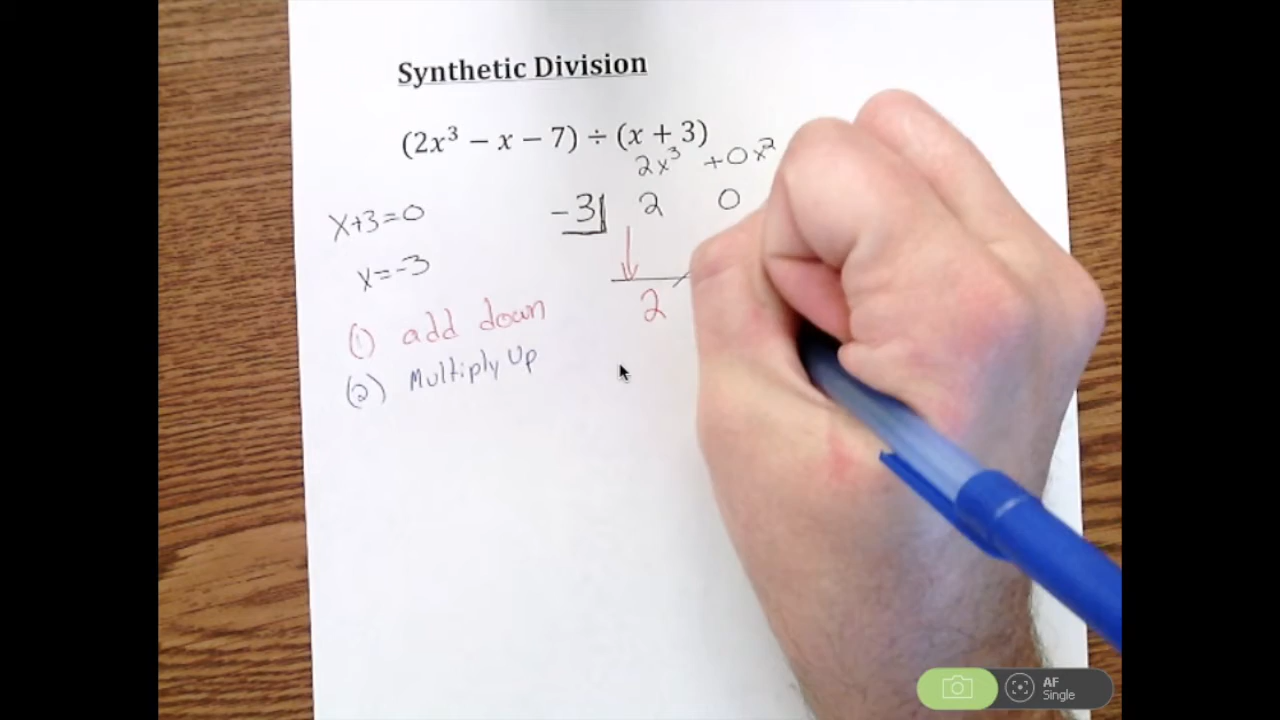 Synthetic Division
(2x³ − x − 7) ÷ (x + 3)
2x³ +0x²
x+3=0
-3 2 0
x=-3
2
(1) add down
(2) Multiply Up
AF
Single